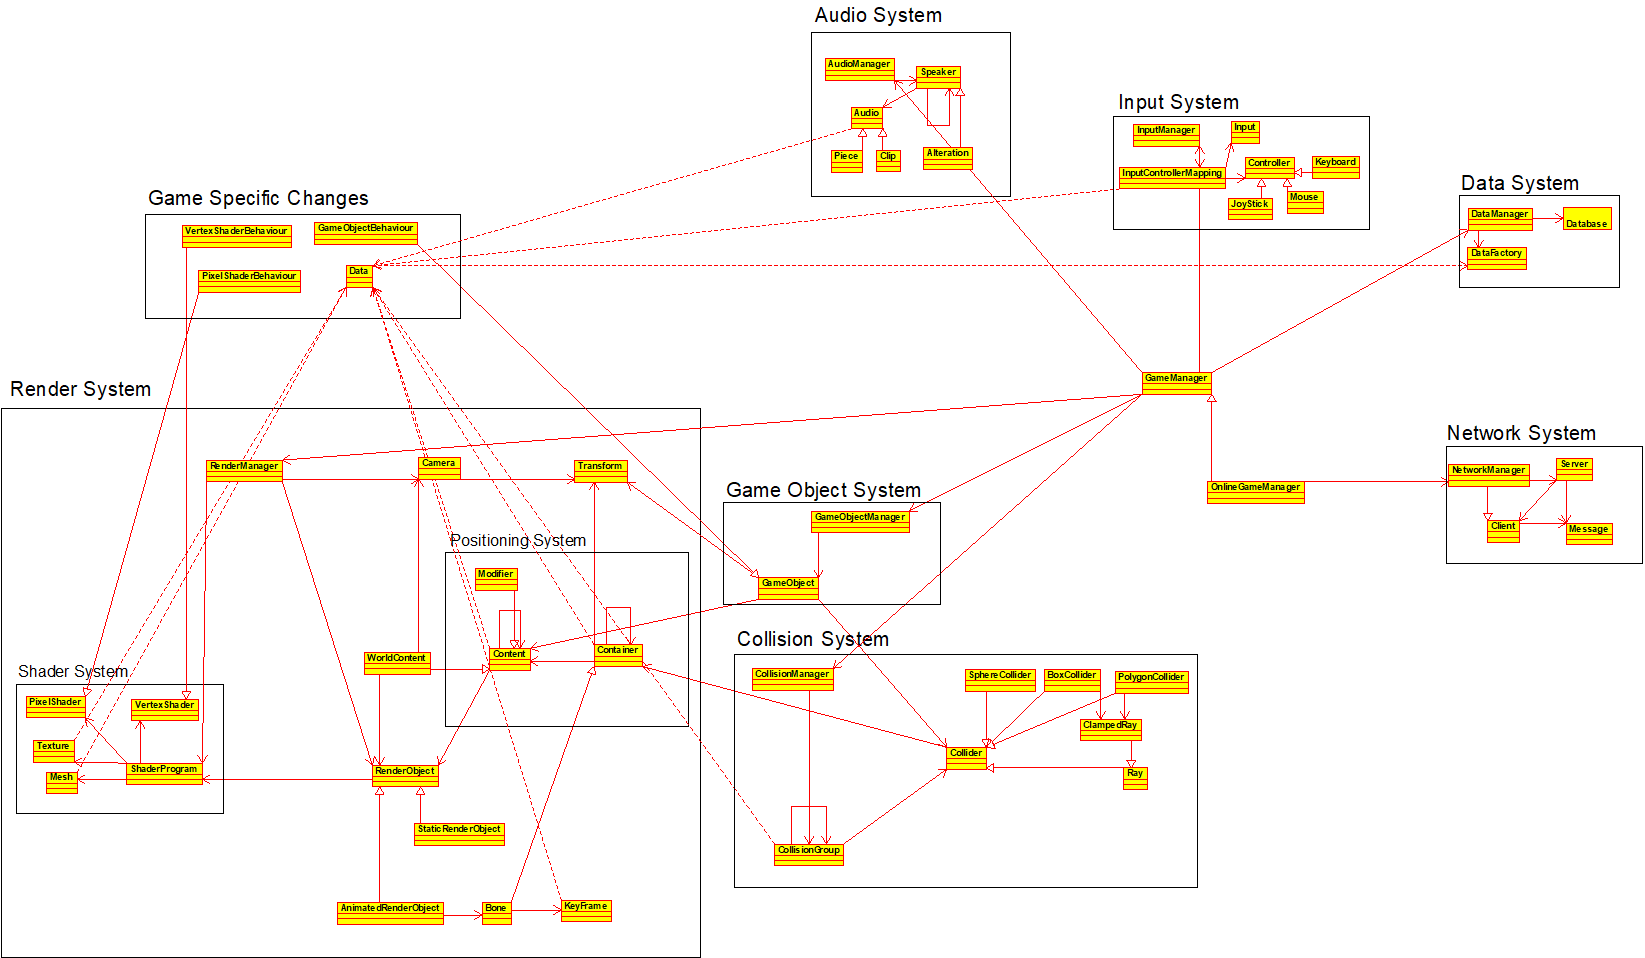 Audio System
AudioManager
Speaker
Audio
Piece
Clip
Alteration
Input System
InputManager
Input
InputControllerMapping
Controller
Keyboard
JoyStick
Mouse
Data System
DataManager
Database
DataFactory
Game Specific Changes
VertexShaderBehaviour
GameObjectBehaviour
PixelShaderBehaviour
Data
GameManager
Render System
RenderManager
Camera
Transform
Positioning System
Modifier
Content
Container
WorldContent
Shader System
PixelShader
VertexShader
Texture
Mesh
ShaderProgram
RenderObject
StaticRenderObject
AnimatedRenderObject
Bone
KeyFrame
Game Object System
GameObjectManager
GameObject
Collision System
CollisionManager
SphereCollider
BoxCollider
PolygonCollider
ClampedRay
Collider
Ray
CollisionGroup
Network System
NetworkManager
Server
OnlineGameManager
Client
Message